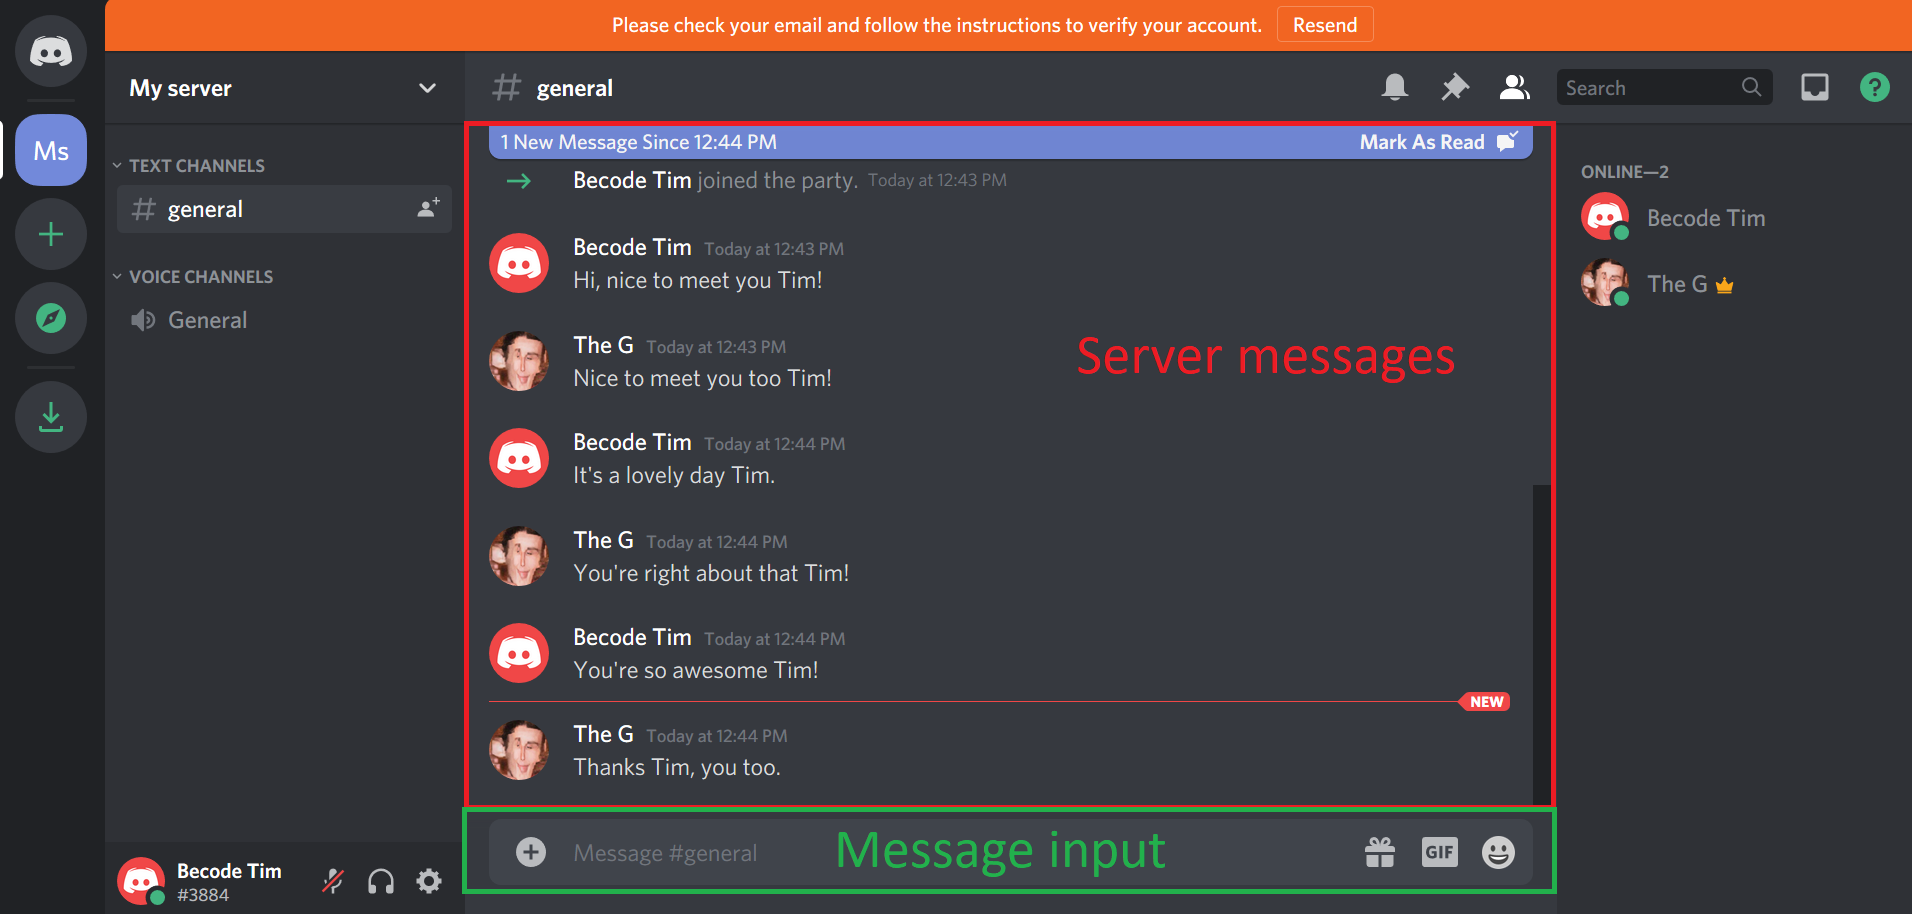 Please check your email and follow the instructions to verify your account. Resend
My server
# general
Search
?
Ms
TEXT CHANNELS
# general
VOICE CHANNELS
General
1 New Message Since 12:44 PM Mark As Read
Becode Tim joined the party. Today at 12:43 PM
Becode Tim Today at 12:43 PM
Hi, nice to meet you Tim!
The G Today at 12:43 PM
Nice to meet you too Tim!
Server messages
Becode Tim Today at 12:44 PM
It's a lovely day Tim.
The G Today at 12:44 PM
You're right about that Tim!
Becode Tim Today at 12:44 PM
You're so awesome Tim!
NEW
The G Today at 12:44 PM
Thanks Tim, you too.
Message #general
Message input
GIF
ONLINE—2
Becode Tim
The G
Becode Tim
#3884